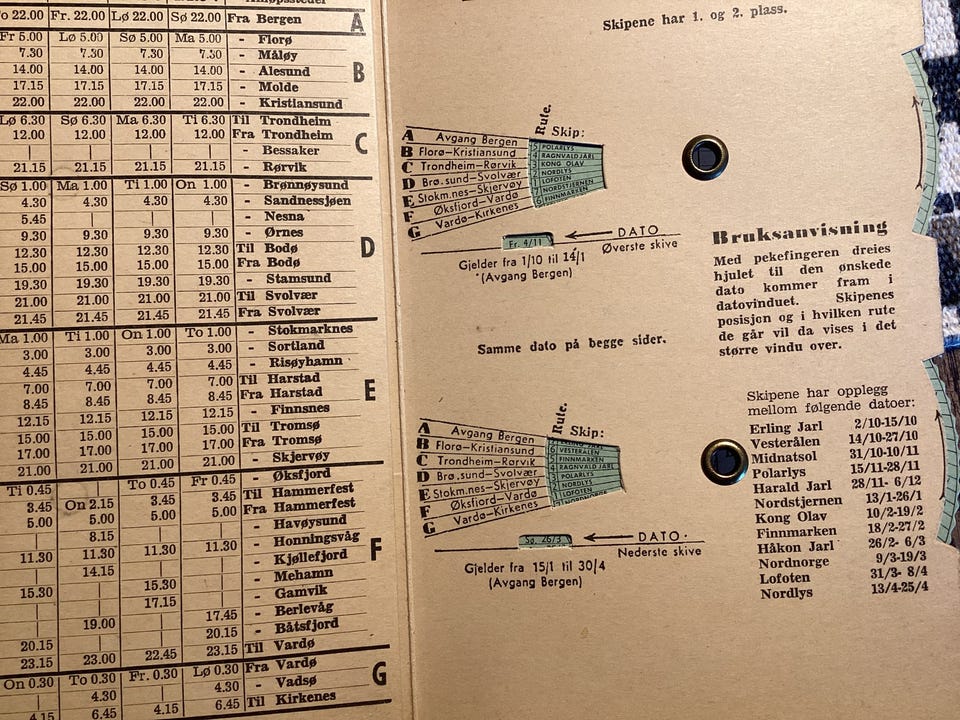 o 22.00 Fr. 22.00 Lø 22.00 Sø 22.00 Fra Bergen A
Fr 5.00 Lø 5.00 Sø 5.00 Ma 5.00 - Florø
7.30 7.30 7.30 7.30 - Måløy
14.00 14.00 14.00 14.00 - Alesund B
17.15 17.15 17.15 17.15 - Molde
22.00 22.00 22.00 22.00 - Kristiansund
Lø 6.30 Sø 6.30 Ma 6.30 Ti 6.30 Til Trondheim
12.00 12.00 12.00 12.00 Fra Trondheim C
| | | | - Bessaker
21.15 21.15 21.15 21.15 - Rørvik
Sø 1.00 Ma 1.00 Ti 1.00 On 1.00 - Brønnøysund
4.30 4.30 4.30 4.30 - Sandnessjøen
5.45 | | | - Nesna
9.30 9.30 9.30 9.30 - Ørnes
12.30 12.30 12.30 12.30 Til Bodø D
15.00 15.00 15.00 15.00 Fra Bodø
19.30 19.30 19.30 19.30 - Stamsund
21.00 21.00 21.00 21.00 Til Svolvær
21.45 21.45 21.45 21.45 Fra Svolvær
Ma 1.00 Ti 1.00 On 1.00 To 1.00 - Stokmarknes
3.00 3.00 3.00 3.00 - Sortland
4.45 4.45 4.45 4.45 - Risøyhamn
7.00 7.00 7.00 7.00 Til Harstad
8.45 8.45 8.45 8.45 Fra Harstad E
12.15 12.15 12.15 12.15 - Finnsnes
15.00 15.00 15.00 15.00 Til Tromsø
17.00 17.00 17.00 17.00 Fra Tromsø
21.00 21.00 21.00 21.00 - Skjervøy
Ti 0.45 | To 0.45 Fr 0.45 - Øksfjord
3.45 On 2.15 3.45 3.45 Til Hammerfest
5.00 5.00 5.00 5.00 Fra Hammerfest
| 8.15 | | - Havøysund
11.30 11.30 11.30 11.30 - Honningsvåg F
| 14.15 | | - Kjøllefjord
15.30 | 15.30 | - Mehamn
| | 17.15 | - Gamvik
| 19.00 | 17.45 - Berlevåg
20.15 | | 20.15 - Båtsfjord
23.15 23.00 22.45 23.15 Til Vardø
On 0.30 To 0.30 Fr. 0.30 Lø 0.30 Fra Vardø G
| 4.30 | 4.30 - Vadsø
4.15 6.45 4.15 6.45 Til Kirkenes
Skipene har 1. og 2. plass.
Rute. Skip:
A Avgang Bergen 5 POLARLYS
B Florø-Kristiansund 4 RAGNVALD JARL
C Trondheim-Rørvik 3 KONG OLAV
D Brø.sund-Svolvær 2 NORDLYS
E Stokm.nes-Skjervøy LOFOTEN
F Øksfjord-Vardø 7 NORDSTJERNEN
G Vardø-Kirkenes 6 FINNMARKEN
Fr. 4/11 DATO
Øverste skive
Gjelder fra 1/10 til 14/1
(Avgang Bergen)
Samme dato på begge sider.
Rute. Skip:
A Avgang Bergen 6 VESTERÅLEN
B Florø-Kristiansund 5 FINNMARKEN
C Trondheim-Rørvik 4 RAGNVALD JARL
D Brø.sund-Svolvær 3 POLARLYS
E Stokm.nes-Skjervøy NORDLYS
F Øksfjord-Vardø LOFOTEN
G Vardø-Kirkenes NORDNORGE
Sø. 26/3 DATO
Nederste skive
Gjelder fra 15/1 til 30/4
(Avgang Bergen)
Bruksanvisning
Med pekefingeren dreies
hjulet til den ønskede
dato kommer fram i
datovinduet. Skipenes
posisjon og i hvilken rute
de går vil da vises i det
større vindu over.
Skipene har opplegg
mellom følgende datoer:
Erling Jarl 2/10-15/10
Vesterålen 14/10-27/10
Midnatsol 31/10-10/11
Polarlys 15/11-28/11
Harald Jarl 28/11- 6/12
Nordstjernen 13/1-26/1
Kong Olav 10/2-19/2
Finnmarken 18/2-27/2
Håkon Jarl 26/2- 6/3
Nordnorge 9/3-19/3
Lofoten 31/3- 8/4
Nordlys 13/4-25/4